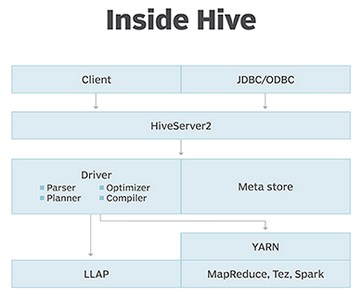 Inside Hive
Client
JDBC/ODBC
HiveServer2
Driver
Parser
Optimizer
Planner
Compiler
Meta store
YARN
LLAP
MapReduce, Tez, Spark